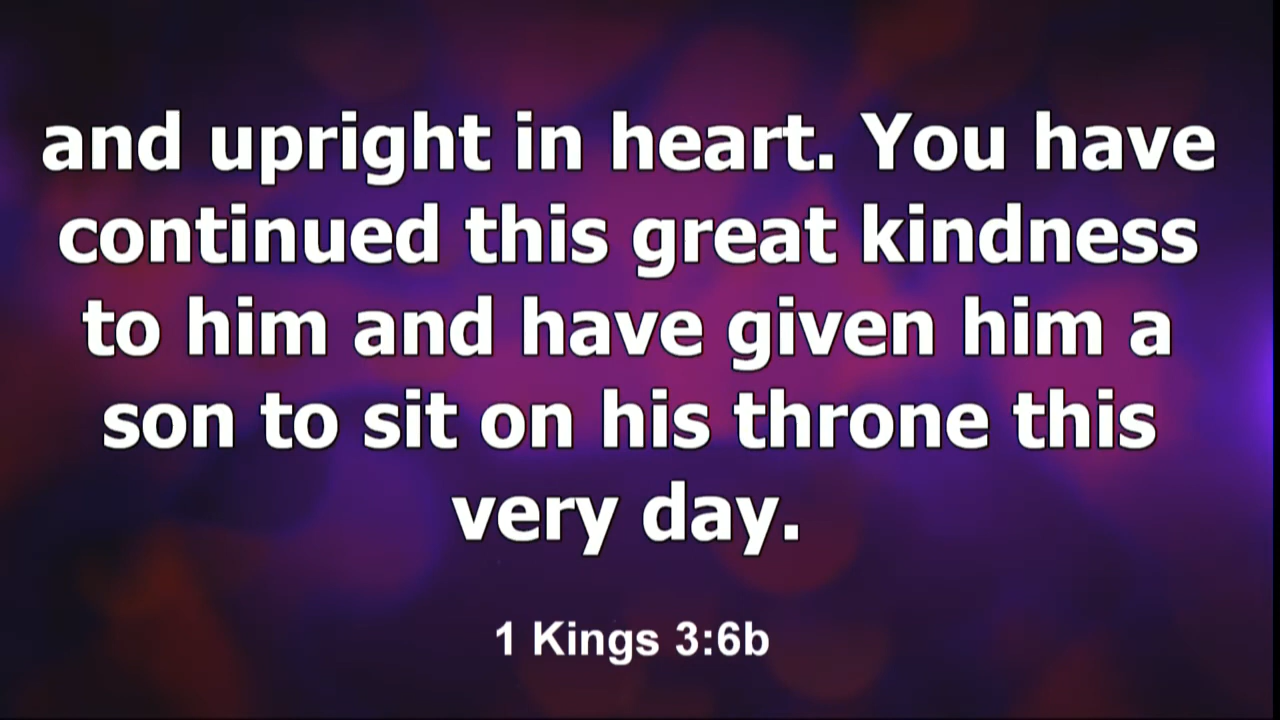 and upright in heart. You have
continued this great kindness
to him and have given him a
son to sit on his throne this
very day.
1 Kings 3:6b